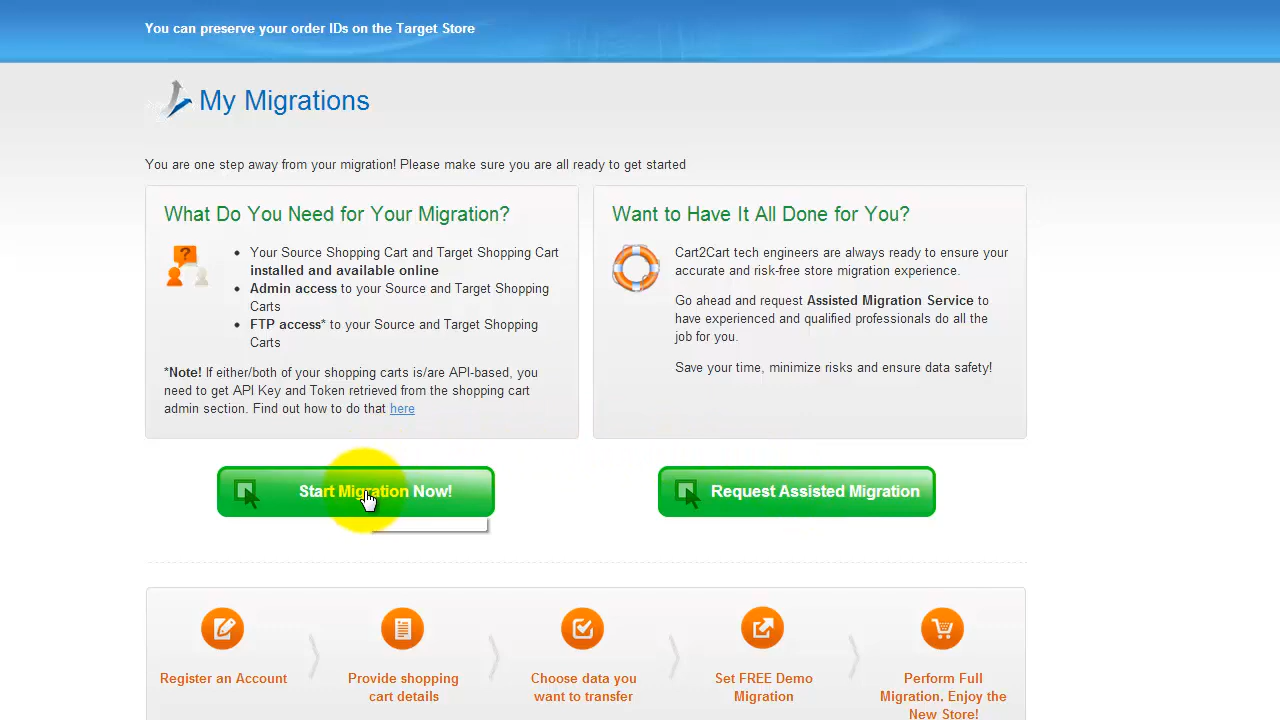 You can preserve your order IDs on the Target Store
My Migrations
You are one step away from your migration! Please make sure you are all ready to get started
What Do You Need for Your Migration?
Your Source Shopping Cart and Target Shopping Cart
installed and available online
Admin access to your Source and Target Shopping
Carts
FTP access* to your Source and Target Shopping
Carts
*Note! If either/both of your shopping carts is/are API-based, you
need to get API Key and Token retrieved from the shopping cart
admin section. Find out how to do that here
Want to Have It All Done for You?
Cart2Cart tech engineers are always ready to ensure your
accurate and risk-free store migration experience.
Go ahead and request Assisted Migration Service to
have experienced and qualified professionals do all the
job for you.
Save your time, minimize risks and ensure data safety!
Start Migration Now!
Request Assisted Migration
Register an Account
Provide shopping
cart details
Choose data you
want to transfer
Set FREE Demo
Migration
Perform Full
Migration. Enjoy the
New Store!